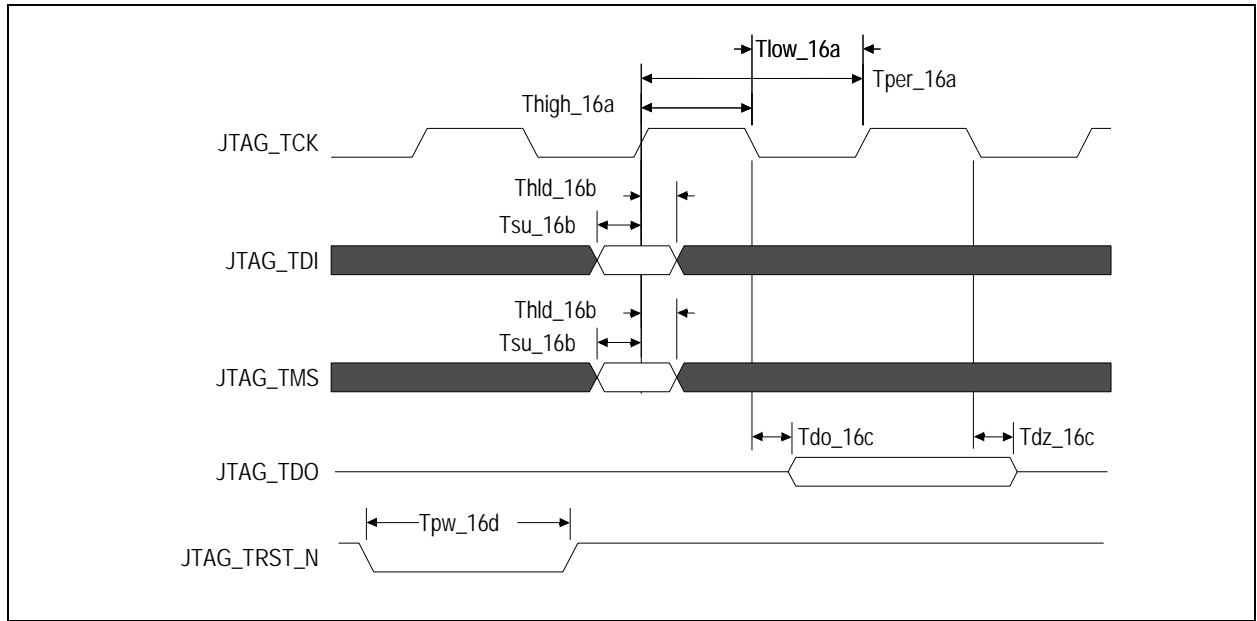 Tlow_16a
Tper_16a
Thigh_16a
JTAG_TCK
Thld_16b
Tsu_16b
JTAG_TDI
Thld_16b
Tsu_16b
JTAG_TMS
Tdo_16c
Tdz_16c
JTAG_TDO
Tpw_16d
JTAG_TRST_N